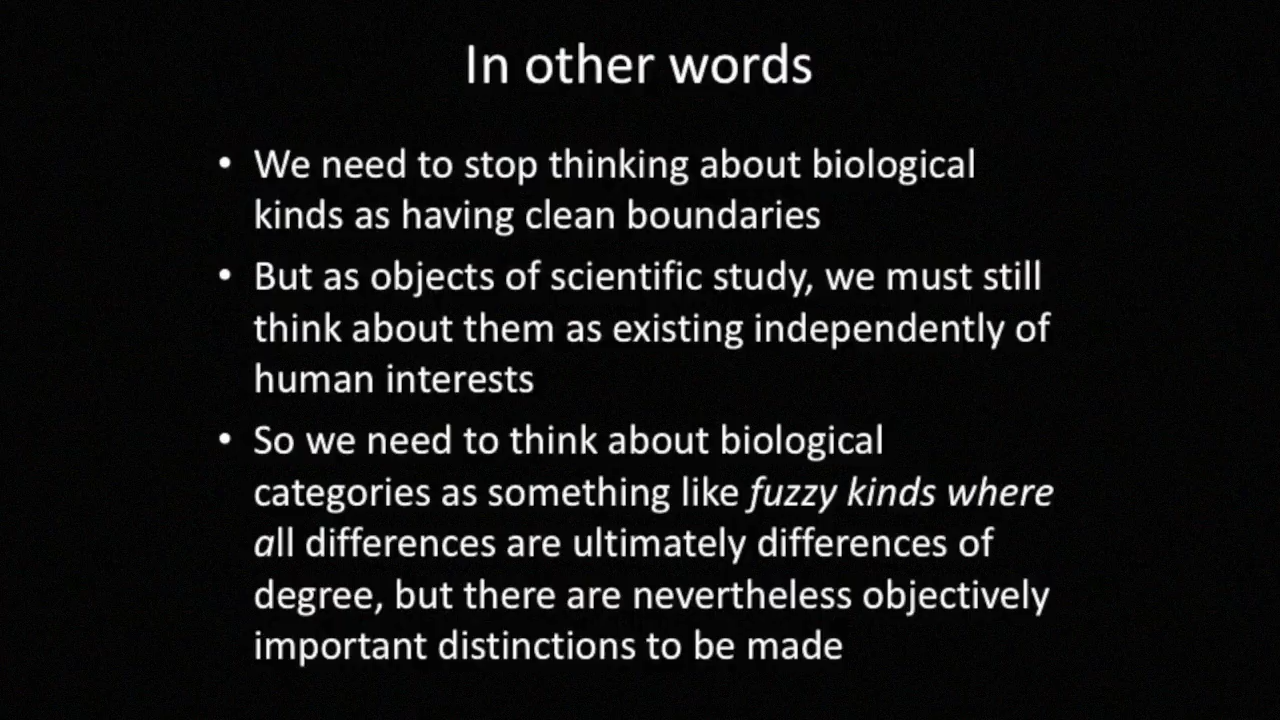 In other words
• We need to stop thinking about biological
kinds as having clean boundaries
• But as objects of scientific study, we must still
think about them as existing independently of
human interests
• So we need to think about biological
categories as something like fuzzy kinds where
all differences are ultimately differences of
degree, but there are nevertheless objectively
important distinctions to be made